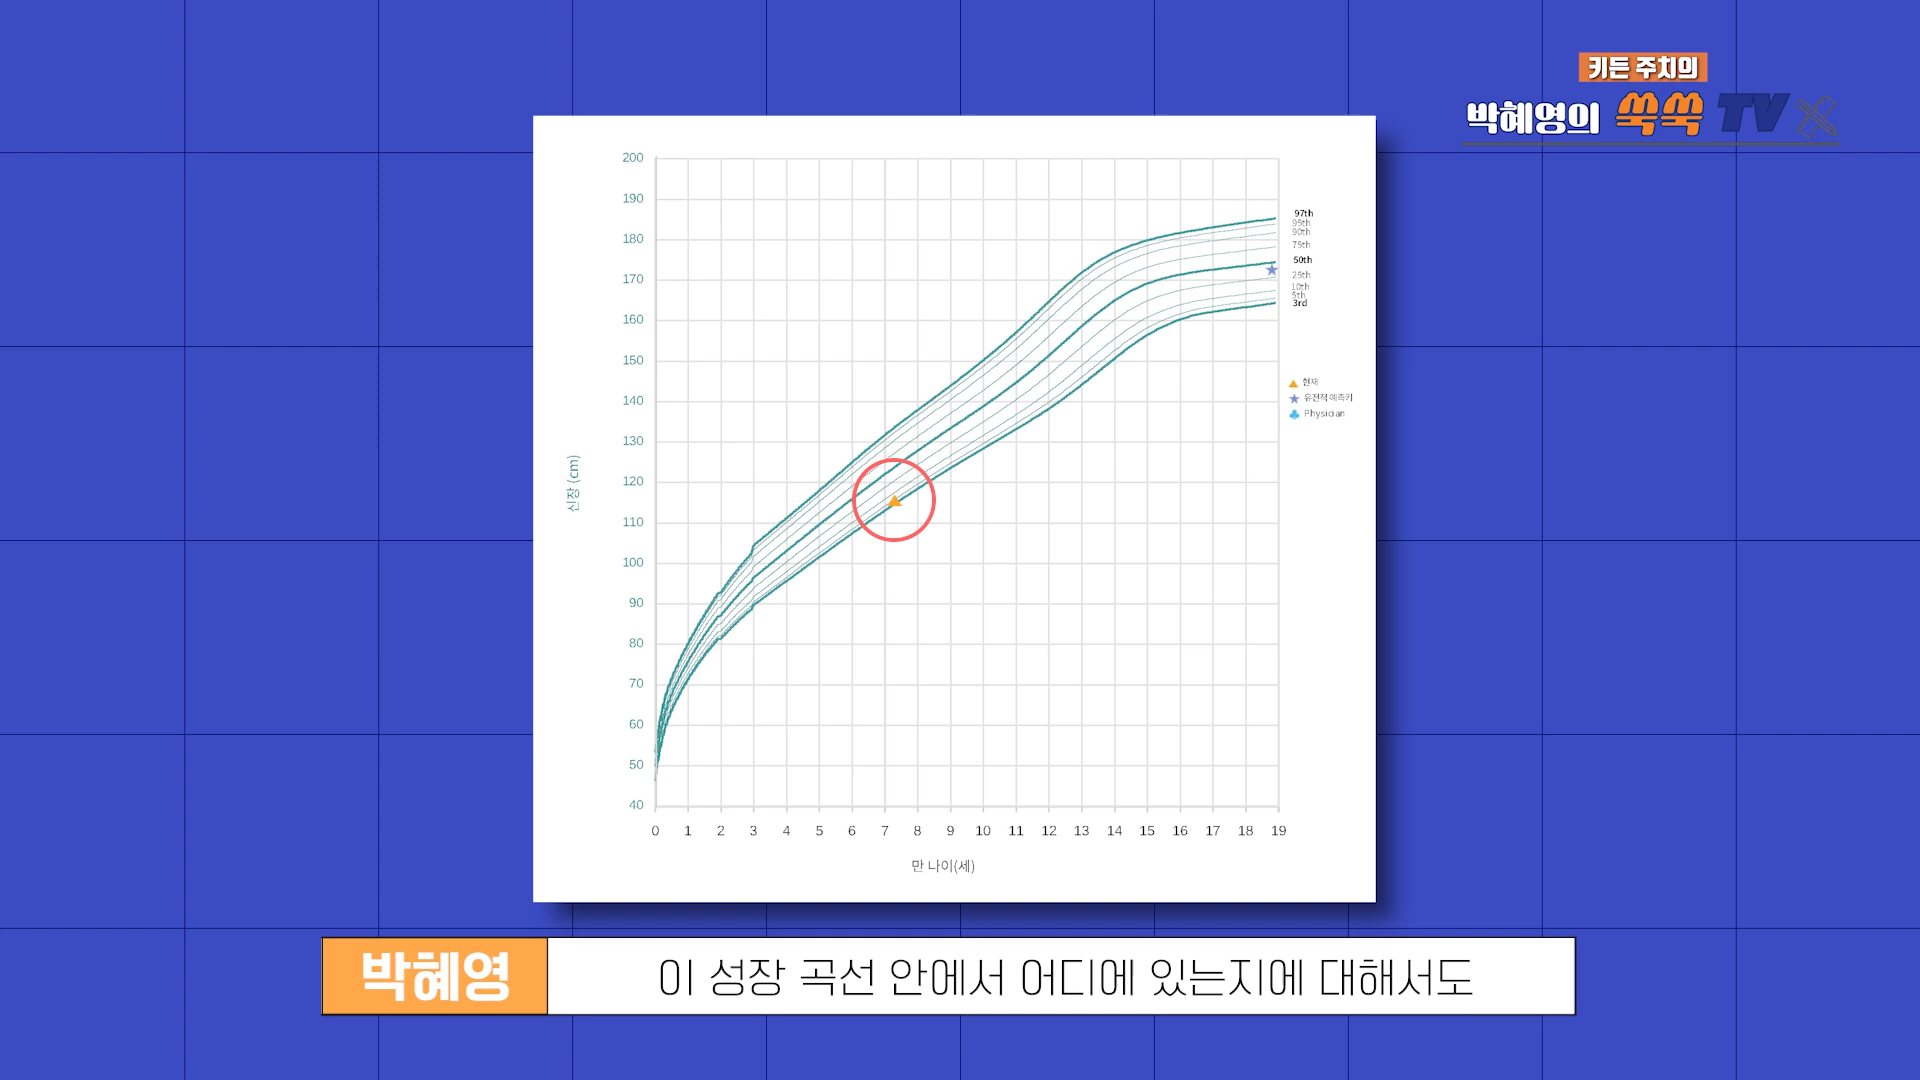 키든 주치의
박혜영의 쑥쑥 TV
200
190
180
170
160
150
140
130
120
110
100
90
80
70
60
50
40
신장 (cm)
0 1 2 3 4 5 6 7 8 9 10 11 12 13 14 15 16 17 18 19
만 나이(세)
97th
95th
90th
75th
50th
25th
10th
5th
3rd
현재
유전적 예측키
Physician
박혜영
이 성장 곡선 안에서 어디에 있는지에 대해서도